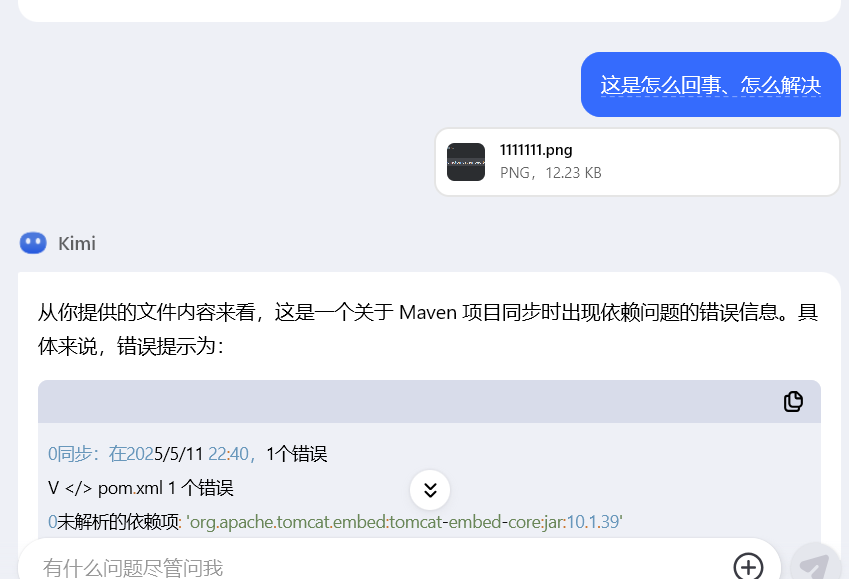 这是怎么回事、怎么解决
1111111.png
PNG，12.23 KB
Kimi
从你提供的文件内容来看，这是一个关于 Maven 项目同步时出现依赖问题的错误信息。具
体来说，错误提示为：
0同步：在2025/5/11 22:40，1个错误
V </> pom.xml 1 个错误
0未解析的依赖项: 'org.apache.tomcat.embed:tomcat-embed-core:jar:10.1.39'
有什么问题尽管问我